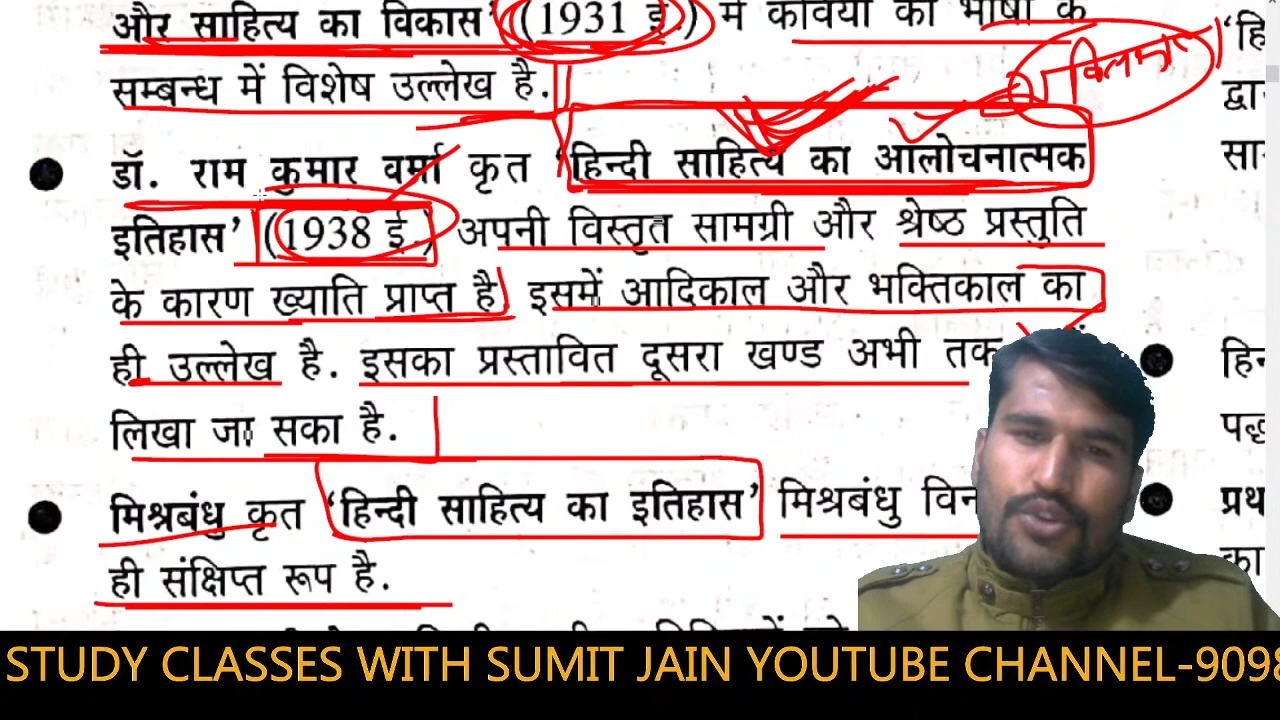 और साहित्य का विकास' (1931 ई.) में कवियों की भाषा के
सम्बन्ध में विशेष उल्लेख है.
डॉ. राम कुमार वर्मा कृत 'हिन्दी साहित्य का आलोचनात्मक
इतिहास' (1938 ई.) अपनी विस्तृत सामग्री और श्रेष्ठ प्रस्तुति
के कारण ख्याति प्राप्त है. इसमें आदिकाल और भक्तिकाल का
ही उल्लेख है. इसका प्रस्तावित दूसरा खण्ड अभी तक
लिखा जा सका है.
मिश्रबंधु कृत 'हिन्दी साहित्य का इतिहास' मिश्रबंधु
ही संक्षिप्त रूप है.
STUDY CLASSES WITH SUMIT JAIN YOUTUBE CHANNEL-9098